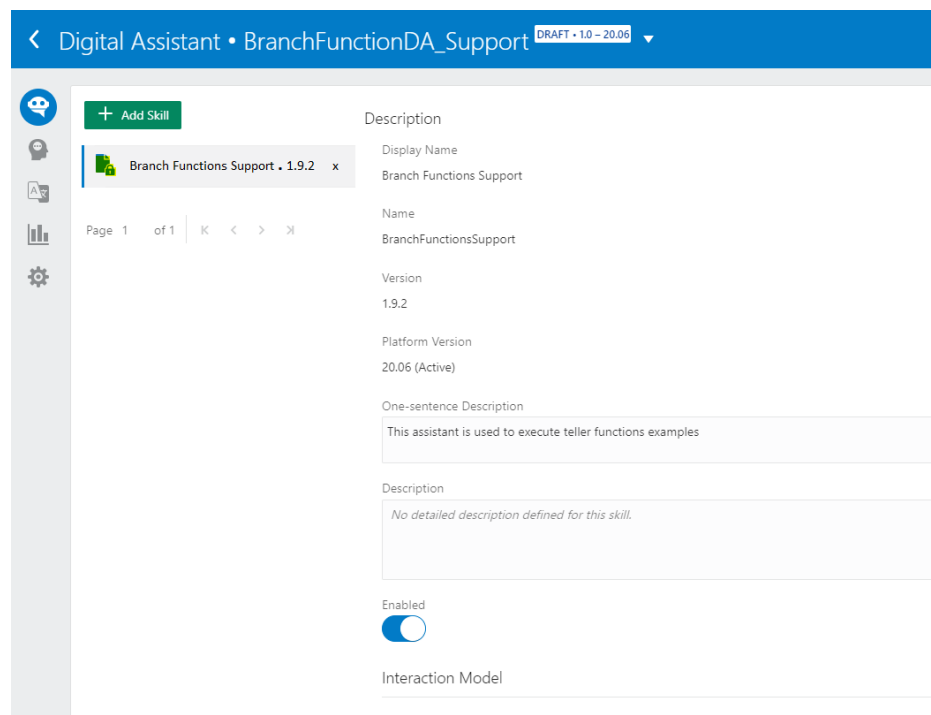 Digital Assistant • BranchFunctionDA_Support DRAFT • 1.0 – 20.06
+ Add Skill
Branch Functions Support . 1.9.2 x
Page 1 of 1
Description
Display Name
Branch Functions Support
Name
BranchFunctionsSupport
Version
1.9.2
Platform Version
20.06 (Active)
One-sentence Description
This assistant is used to execute teller functions examples
Description
No detailed description defined for this skill.
Enabled
Interaction Model